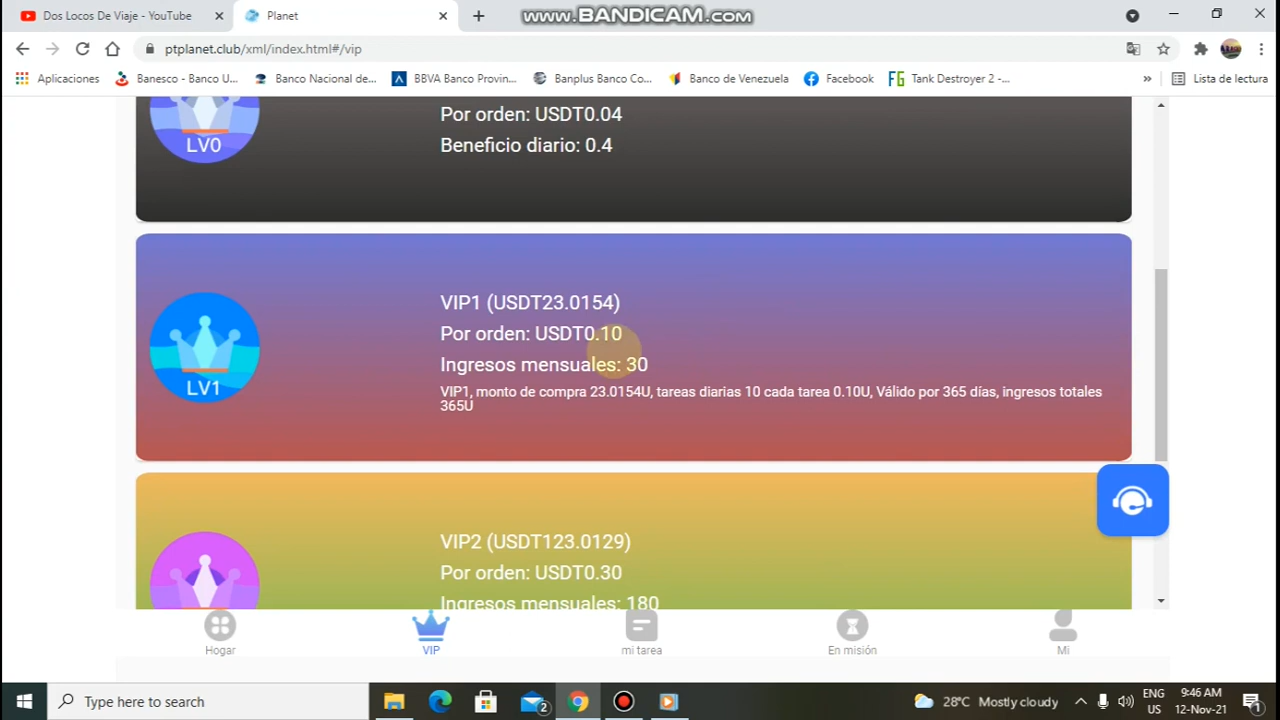 Dos Locos De Viaje - YouTube
Planet
www.BANDICAM.com
ptplanet.club/xml/index.html#/vip
Aplicaciones
Banesco - Banco U...
Banco Nacional de...
BBVA Banco Provin...
Banplus Banco Co...
Banco de Venezuela
Facebook
FG
Tank Destroyer 2 -...
»
Lista de lectura
LV0
Por orden: USDT0.04
Beneficio diario: 0.4
LV1
VIP1 (USDT23.0154)
Por orden: USDT0.10
Ingresos mensuales: 30
VIP1, monto de compra 23.0154U, tareas diarias 10 cada tarea 0.10U, Válido por 365 días, ingresos totales
365U
VIP2 (USDT123.0129)
Por orden: USDT0.30
Ingresos mensuales: 180
Hogar
VIP
mi tarea
En misión
Mi
Type here to search
2
28°C Mostly cloudy
ENG
US
9:46 AM
12-Nov-21
1